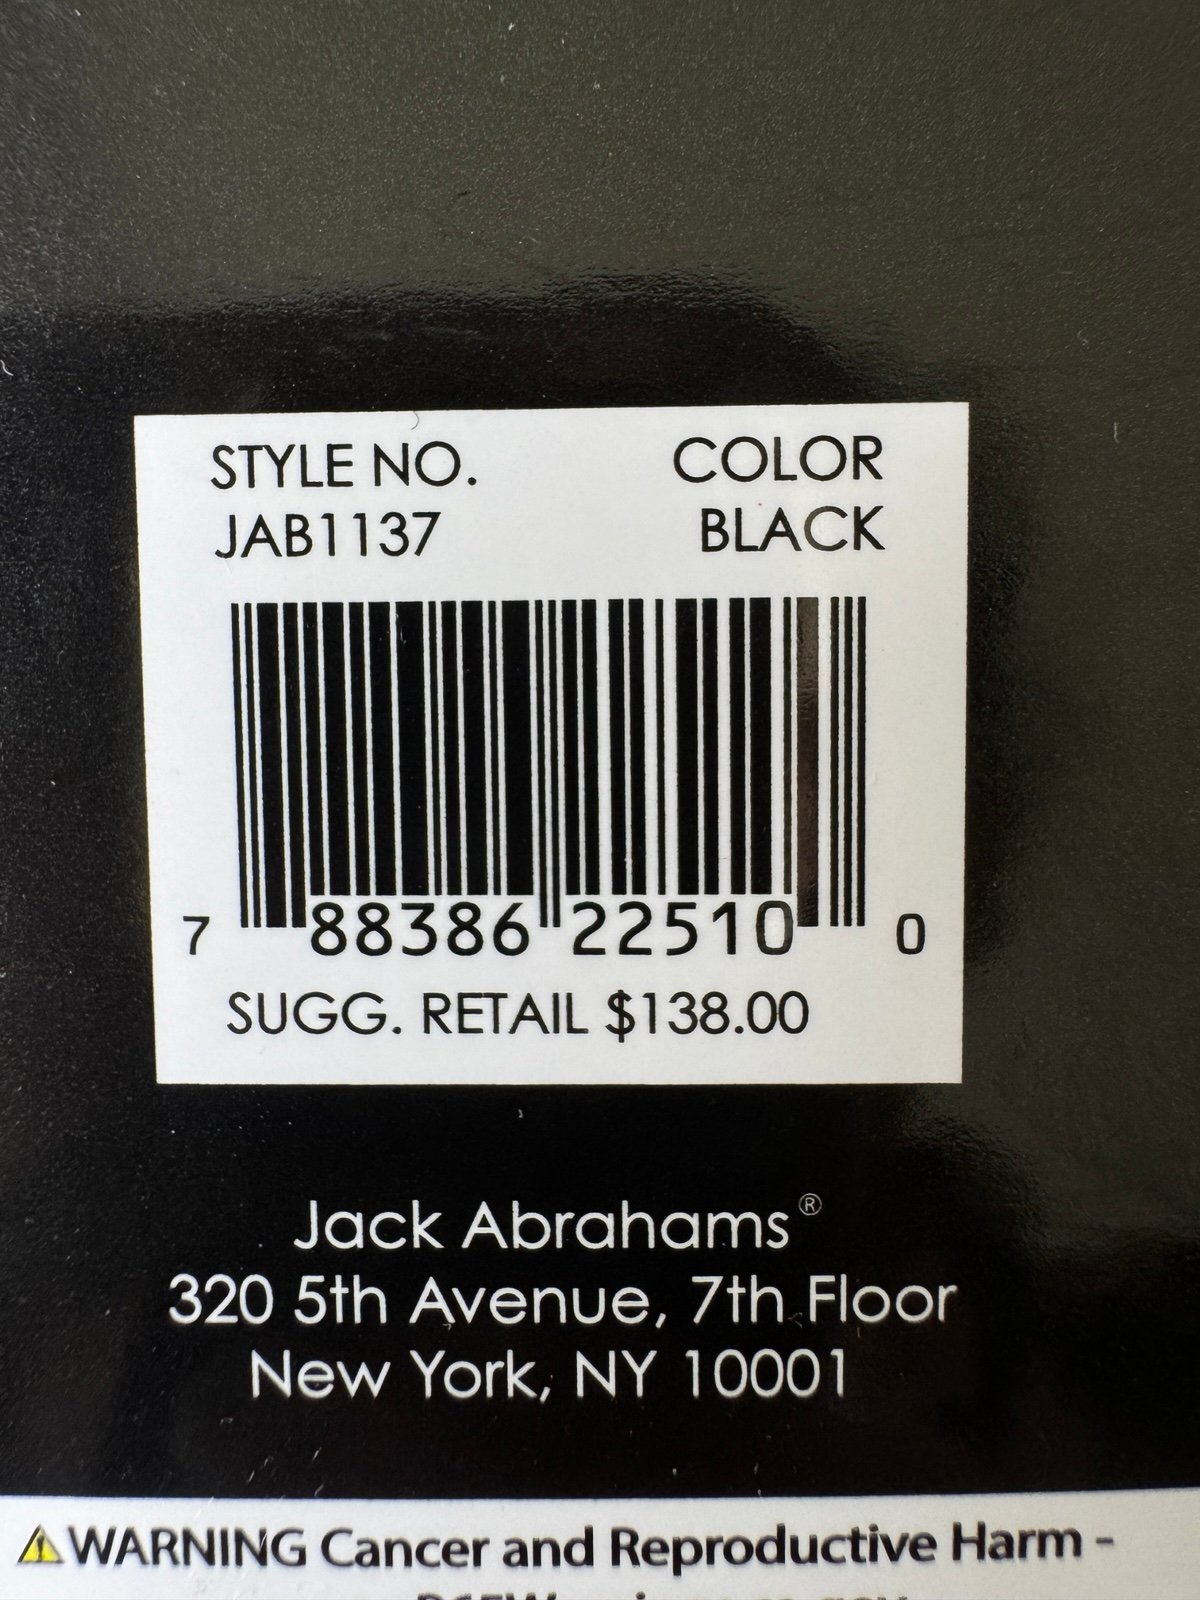 STYLE NO. COLOR
JAB1137 BLACK
7 88386 22510 0
SUGG. RETAIL $138.00
Jack Abrahams®
320 5th Avenue, 7th Floor
New York, NY 10001
⚠WARNING Cancer and Reproductive Harm -